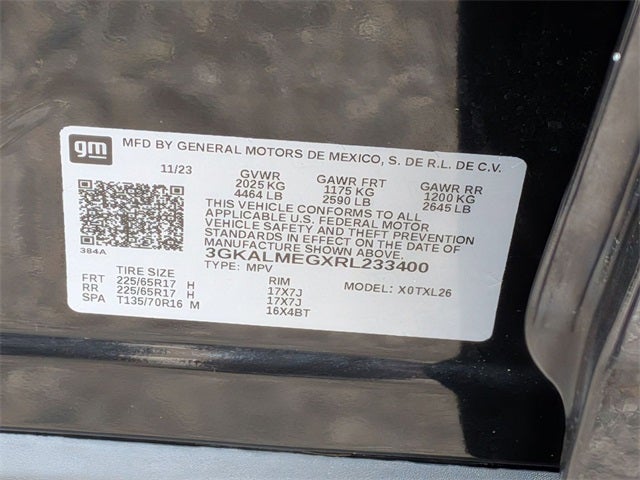 gm MFD BY GENERAL MOTORS DE MEXICO, S. DE R.L. DE C.V.
11/23 GVWR GAWR FRT GAWR RR
2025 KG 1175 KG 1200 KG
4464 LB 2590 LB 2645 LB
THIS VEHICLE CONFORMS TO ALL
APPLICABLE U.S. FEDERAL MOTOR
VEHICLE SAFETY, BUMPER, AND THEFT PREVENTION
STANDARDS IN EFFECT ON THE DATE OF
MANUFACTURE SHOWN ABOVE.
384A
3GKALMEGXRL233400
TYPE: MPV
TIRE SIZE RIM MODEL: X0TXL26
FRT 225/65R17 H 17X7J
RR 225/65R17 H 17X7J
SPA T135/70R16 M 16X4BT